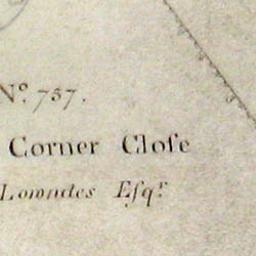 Nº. 757.
Corner Cloſe
Lowndes Eſqʳ.